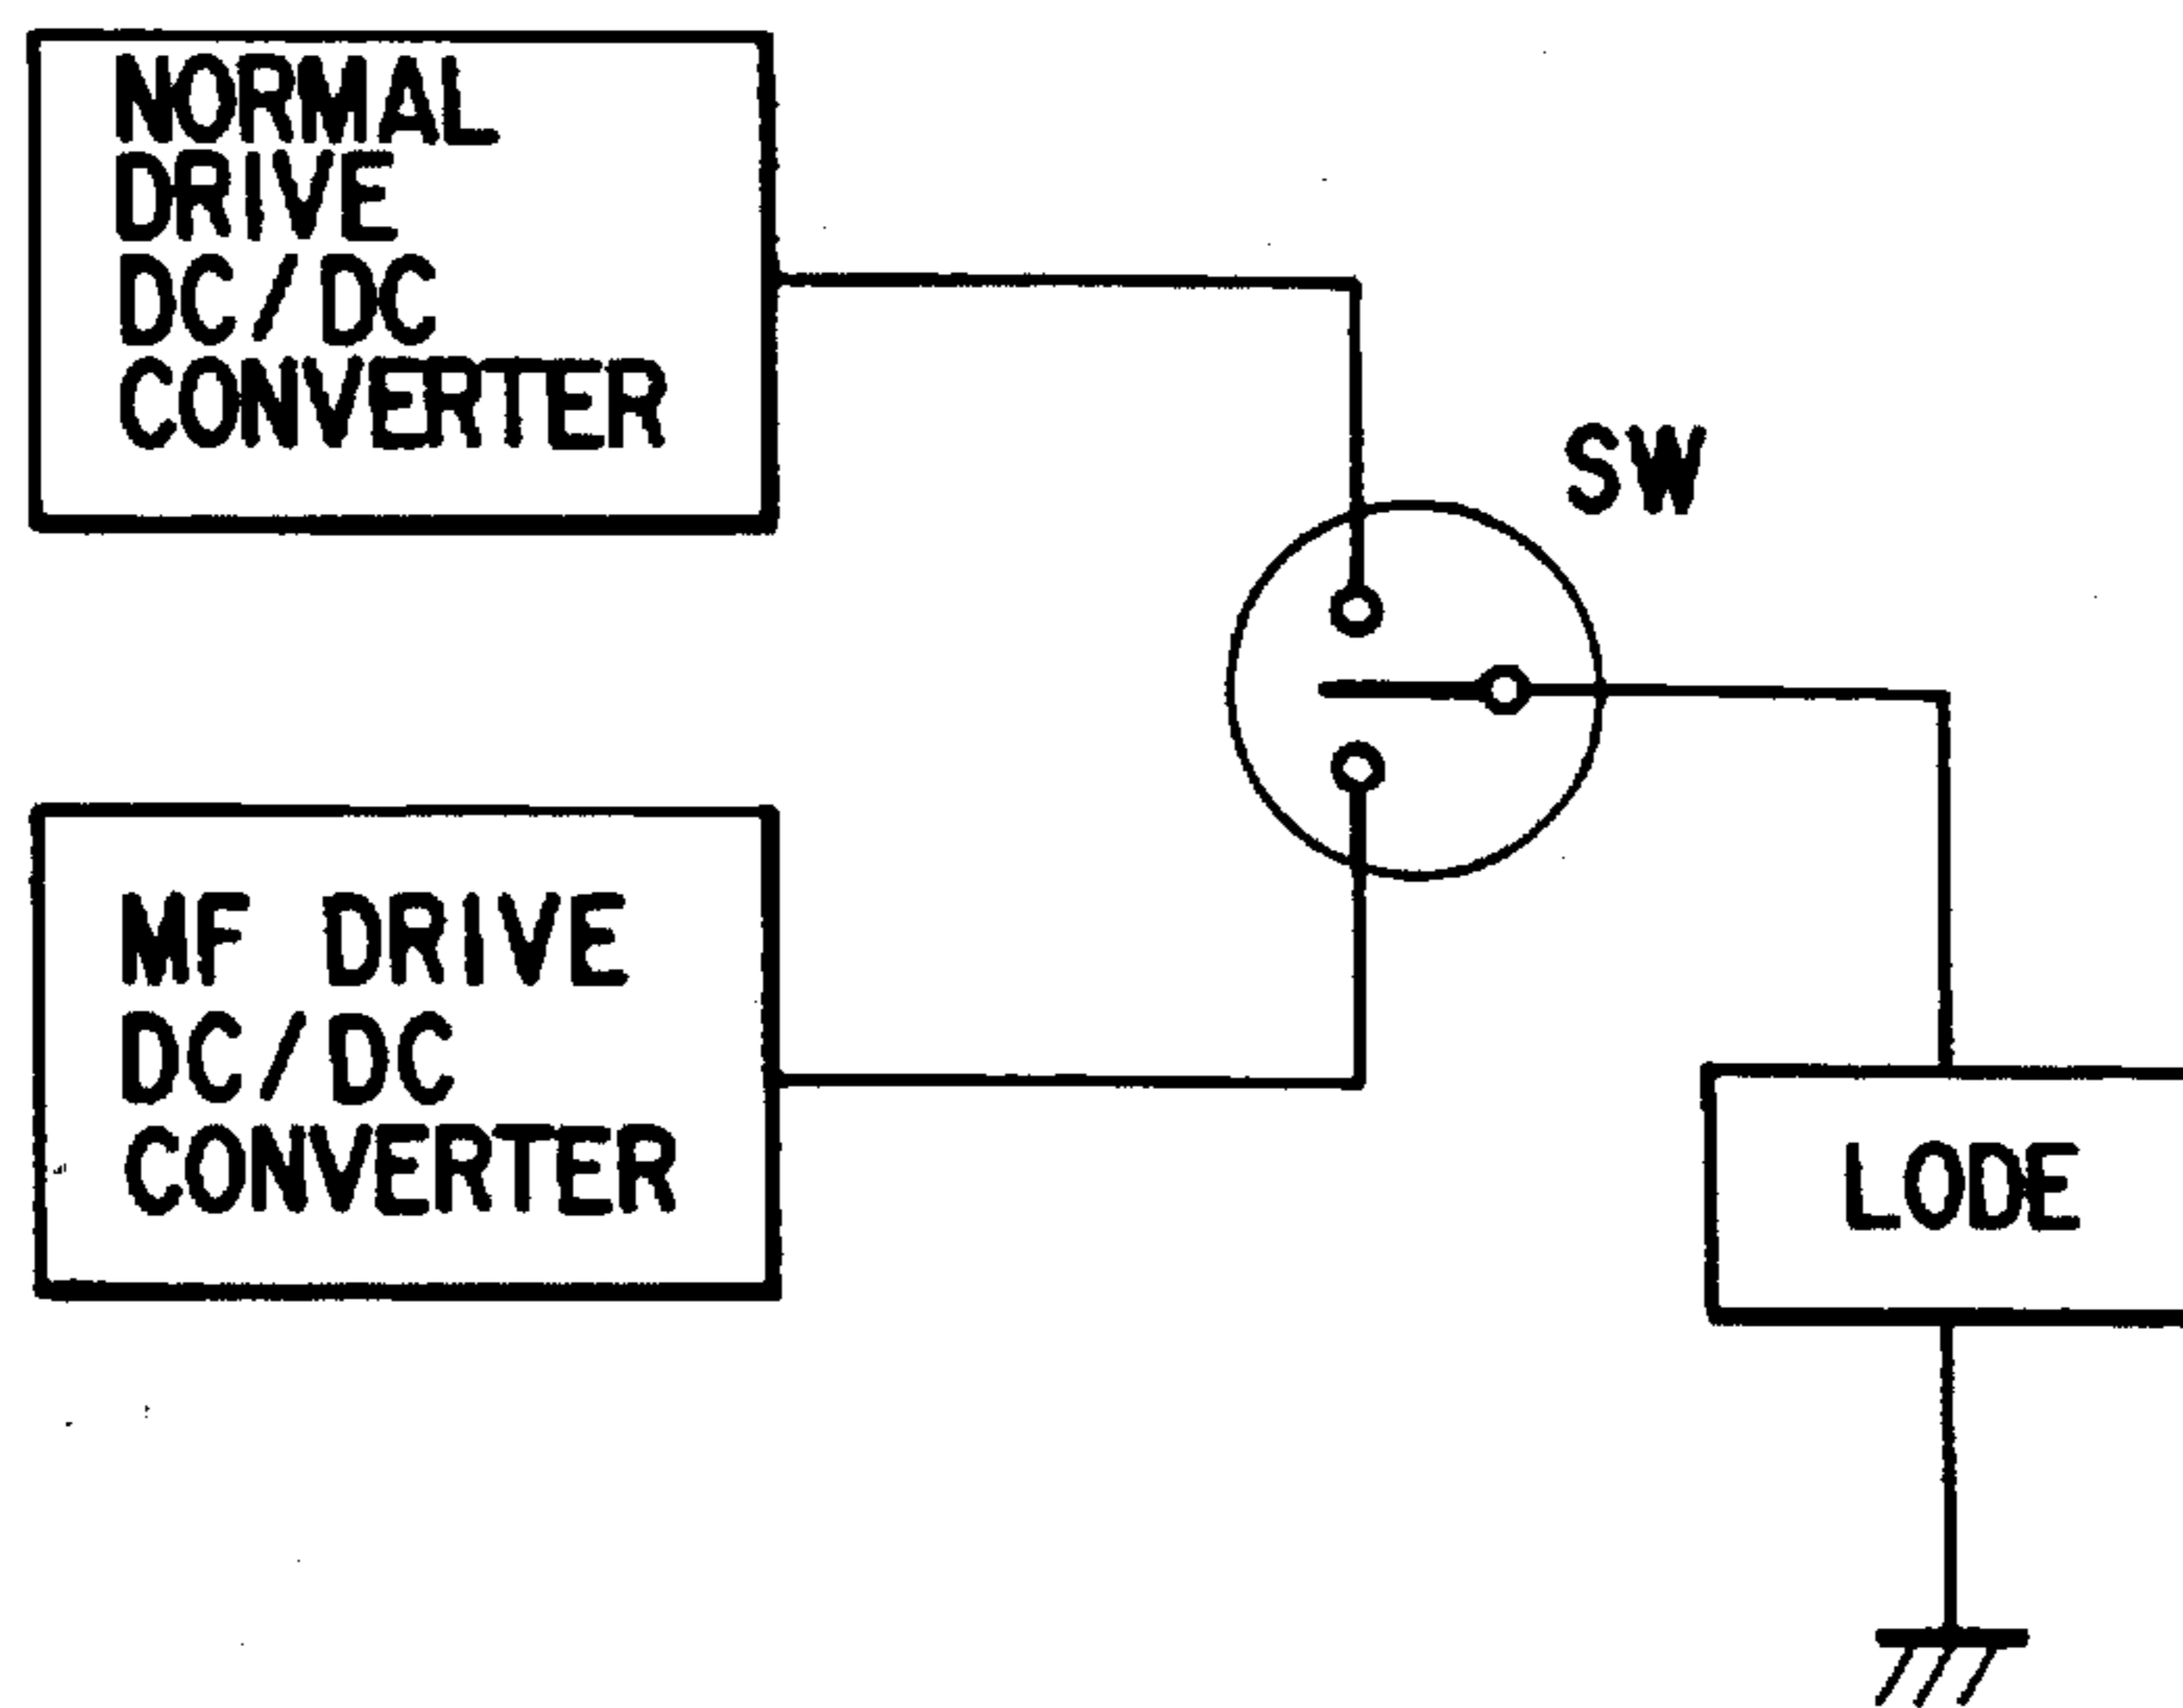 NORMAL
DRIVE
DC/DC
CONVERTER
SW
MF DRIVE
DC/DC
CONVERTER
LODE